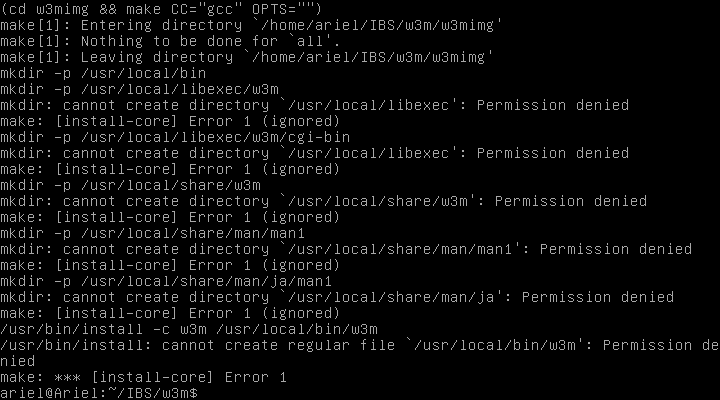 (cd w3mimg && make CC="gcc" OPTS="")
make[1]: Entering directory `/home/ariel/IBS/w3m/w3mimg'
make[1]: Nothing to be done for `all'.
make[1]: Leaving directory `/home/ariel/IBS/w3m/w3mimg'
mkdir -p /usr/local/bin
mkdir -p /usr/local/libexec/w3m
mkdir: cannot create directory `/usr/local/libexec': Permission denied
make: [install-core] Error 1 (ignored)
mkdir -p /usr/local/libexec/w3m/cgi-bin
mkdir: cannot create directory `/usr/local/libexec': Permission denied
make: [install-core] Error 1 (ignored)
mkdir -p /usr/local/share/w3m
mkdir: cannot create directory `/usr/local/share/w3m': Permission denied
make: [install-core] Error 1 (ignored)
mkdir -p /usr/local/share/man/man1
mkdir: cannot create directory `/usr/local/share/man/man1': Permission denied
make: [install-core] Error 1 (ignored)
mkdir -p /usr/local/share/man/ja/man1
mkdir: cannot create directory `/usr/local/share/man/ja': Permission denied
make: [install-core] Error 1 (ignored)
/usr/bin/install -c w3m /usr/local/bin/w3m
/usr/bin/install: cannot create regular file `/usr/local/bin/w3m': Permission de
nied
make: *** [install-core] Error 1
ariel@Ariel:~/IBS/w3m$